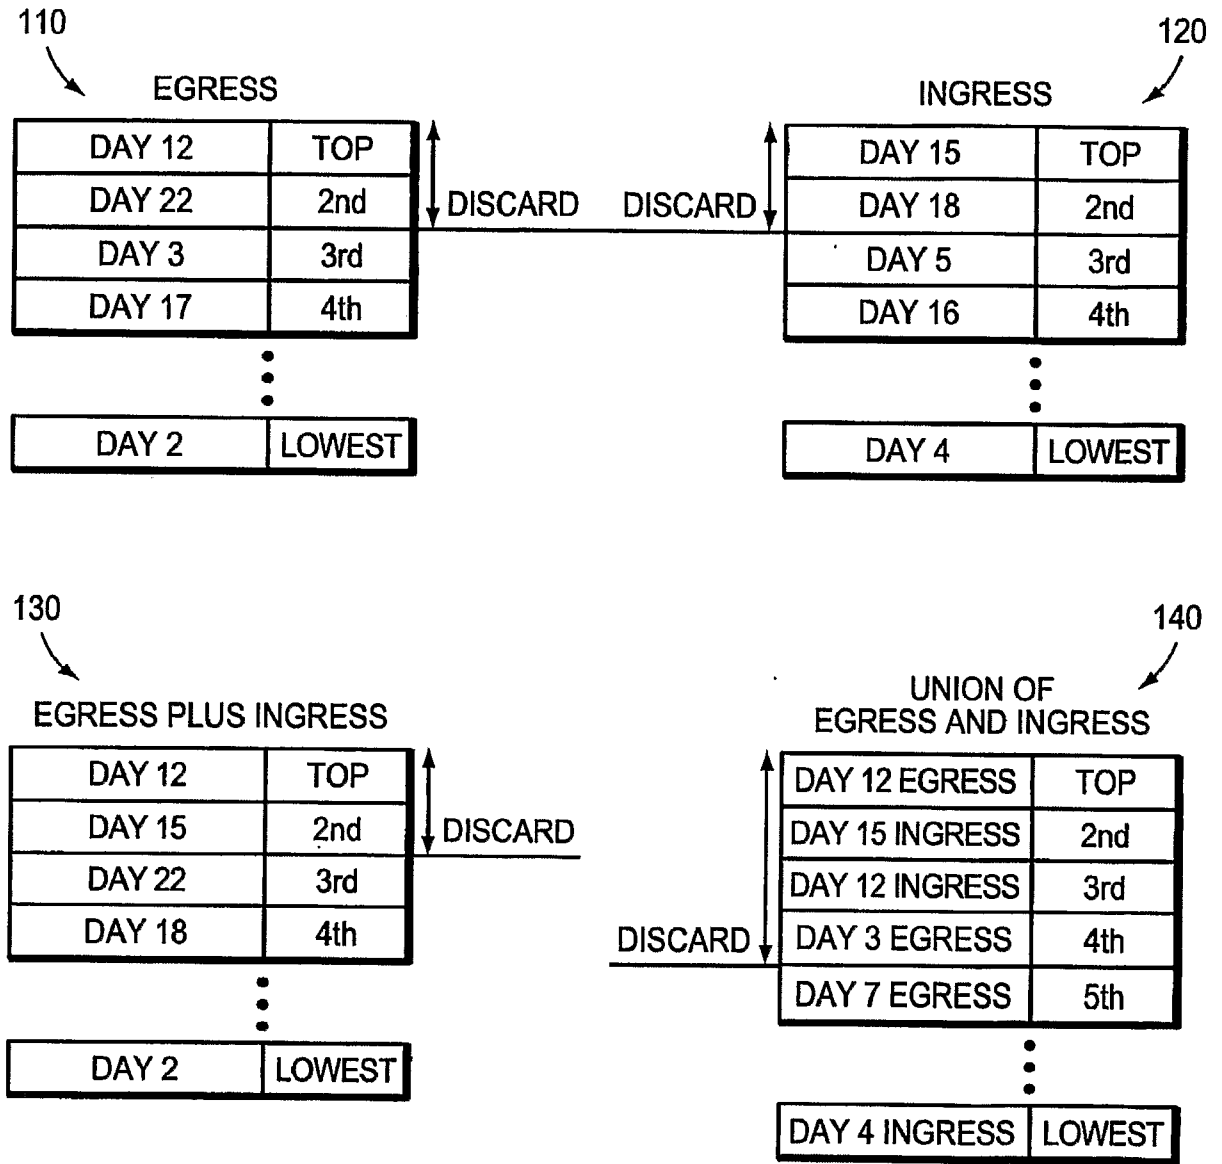 110
EGRESS
DAY 12 TOP
DAY 22 2nd
DAY 3 3rd
DAY 17 4th
DAY 2 LOWEST
DISCARD
120
INGRESS
DISCARD
DAY 15 TOP
DAY 18 2nd
DAY 5 3rd
DAY 16 4th
DAY 4 LOWEST
130
EGRESS PLUS INGRESS
DAY 12 TOP
DAY 15 2nd
DAY 22 3rd
DAY 18 4th
DAY 2 LOWEST
DISCARD
140
UNION OF
EGRESS AND INGRESS
DISCARD
DAY 12 EGRESS TOP
DAY 15 INGRESS 2nd
DAY 12 INGRESS 3rd
DAY 3 EGRESS 4th
DAY 7 EGRESS 5th
DAY 4 INGRESS LOWEST